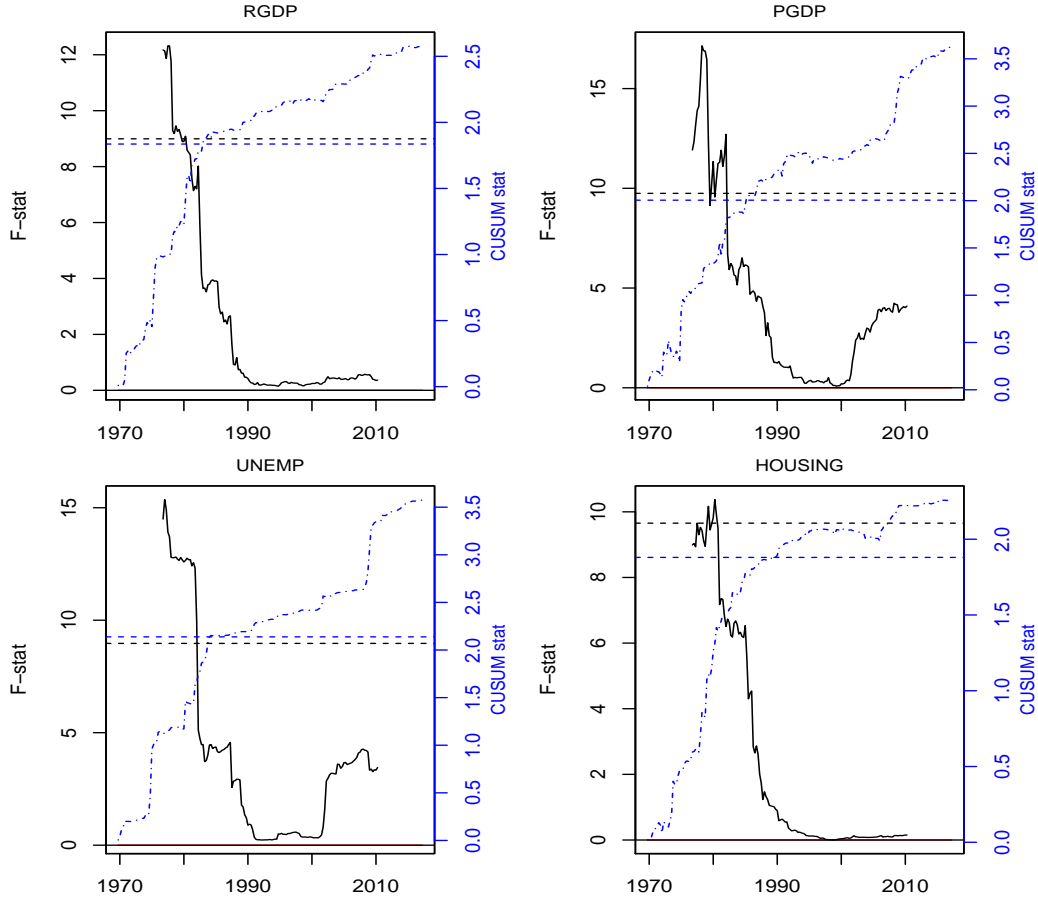 RGDP
F−stat
0 2 4 6 8 10 12
0.0 0.5 1.0 1.5 2.0 2.5
CUSUM stat
1970 1990 2010
PGDP
F−stat
0 5 10 15
0.0 0.5 1.0 1.5 2.0 2.5 3.0 3.5
CUSUM stat
1970 1990 2010
UNEMP
F−stat
0 5 10 15
0.0 0.5 1.0 1.5 2.0 2.5 3.0 3.5
CUSUM stat
1970 1990 2010
HOUSING
F−stat
0 2 4 6 8 10
0.0 0.5 1.0 1.5 2.0
CUSUM stat
1970 1990 2010